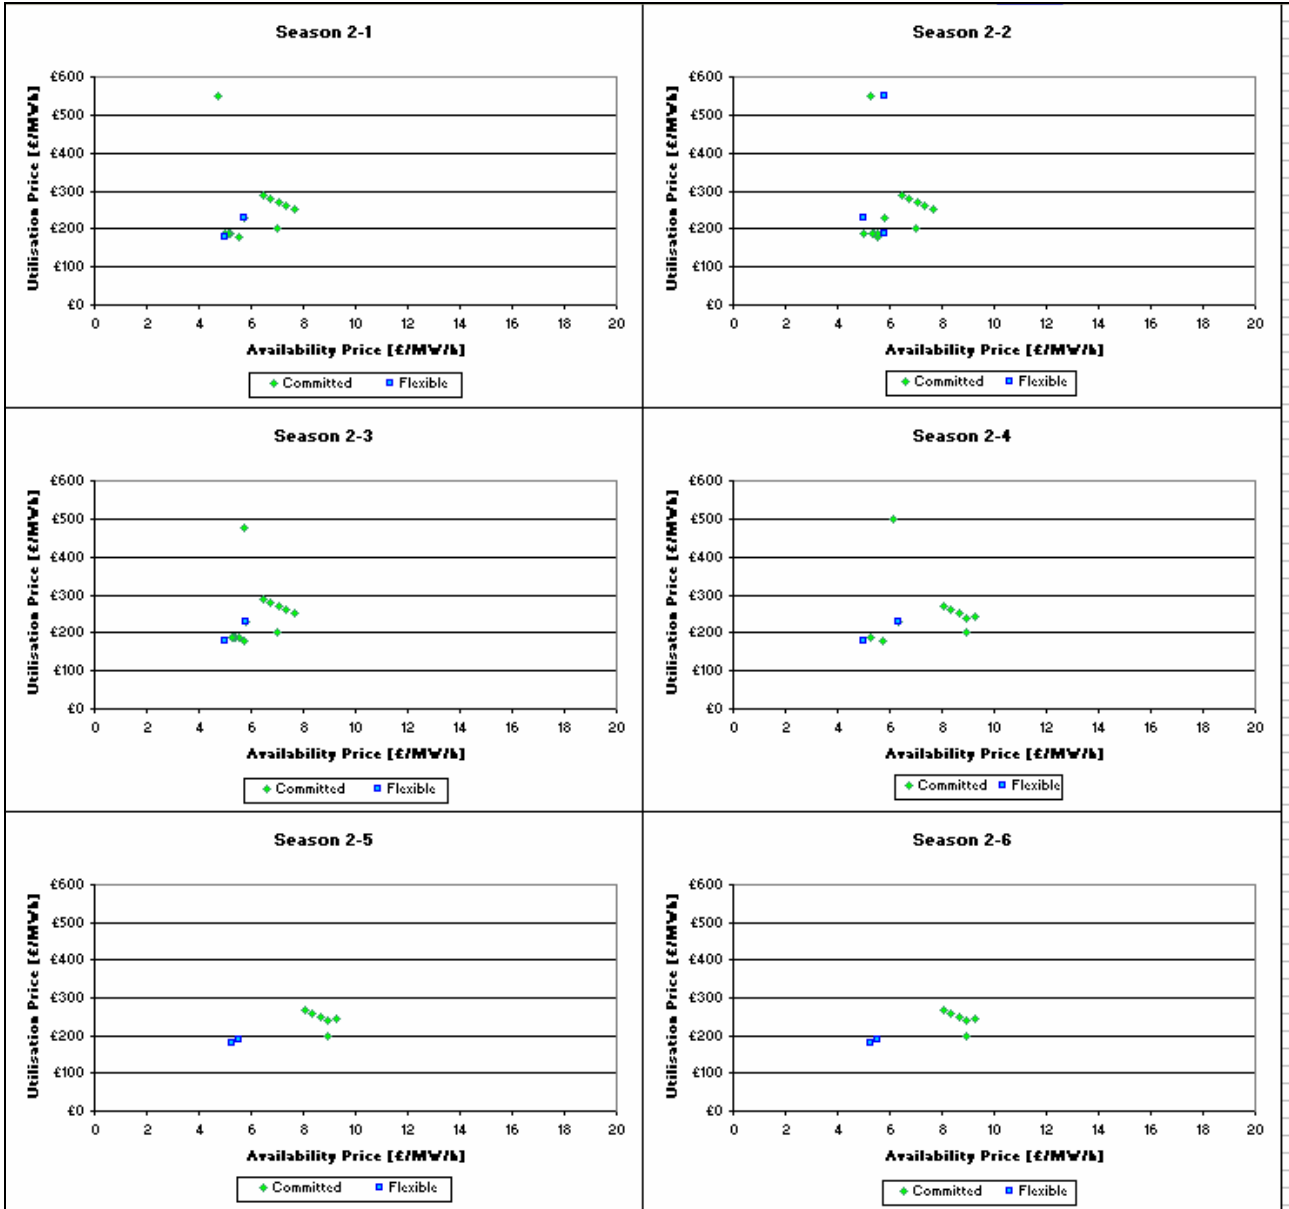 Season 2-1
Utilisation Price [£/MWh]
£600
£500
£400
£300
£200
£100
£0
0 2 4 6 8 10 12 14 16 18 20
Availability Price [£/MW/h]
Committed Flexible
Season 2-2
Utilisation Price [£/MWh]
£600
£500
£400
£300
£200
£100
£0
0 2 4 6 8 10 12 14 16 18 20
Availability Price [£/MW/h]
Committed Flexible
Season 2-3
Utilisation Price [£/MWh]
£600
£500
£400
£300
£200
£100
£0
0 2 4 6 8 10 12 14 16 18 20
Availability Price [£/MW/h]
Committed Flexible
Season 2-4
Utilisation Price [£/MWh]
£600
£500
£400
£300
£200
£100
£0
0 2 4 6 8 10 12 14 16 18 20
Availability Price [£/MW/h]
Committed Flexible
Season 2-5
Utilisation Price [£/MWh]
£600
£500
£400
£300
£200
£100
£0
0 2 4 6 8 10 12 14 16 18 20
Availability Price [£/MW/h]
Committed Flexible
Season 2-6
Utilisation Price [£/MWh]
£600
£500
£400
£300
£200
£100
£0
0 2 4 6 8 10 12 14 16 18 20
Availability Price [£/MW/h]
Committed Flexible